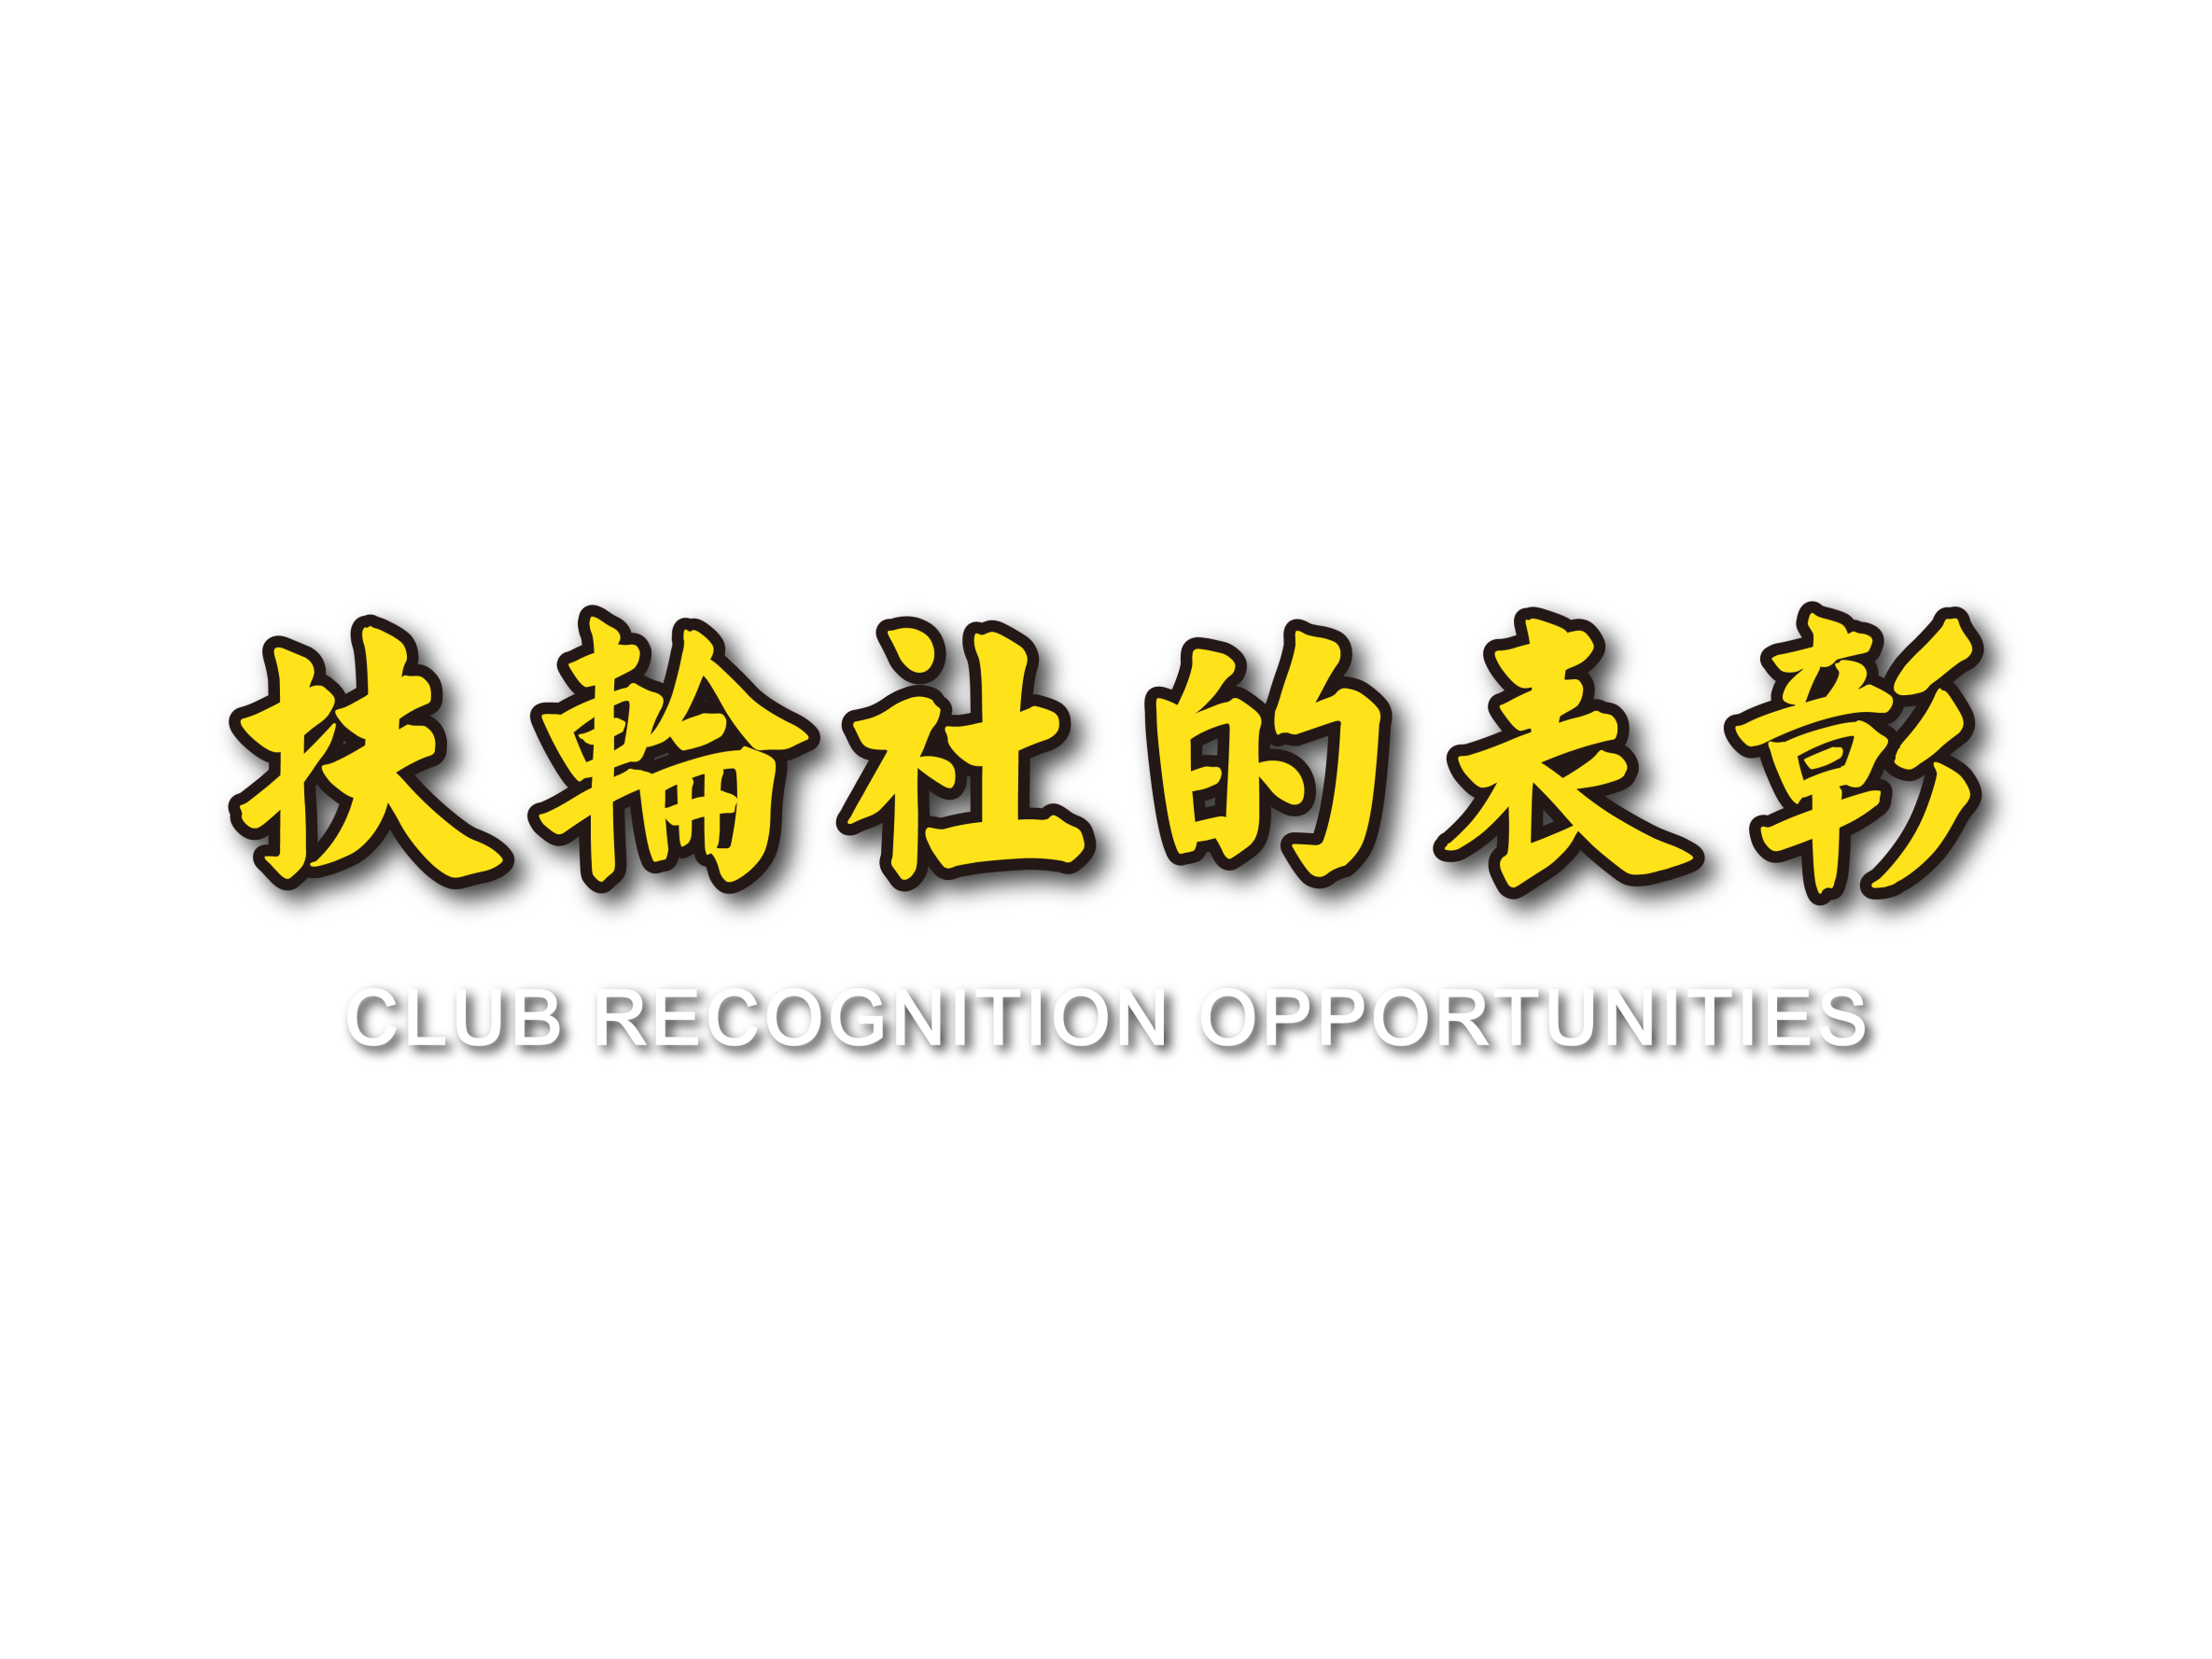 扶輪社的表彰
CLUB RECOGNITION OPPORTUNITIES